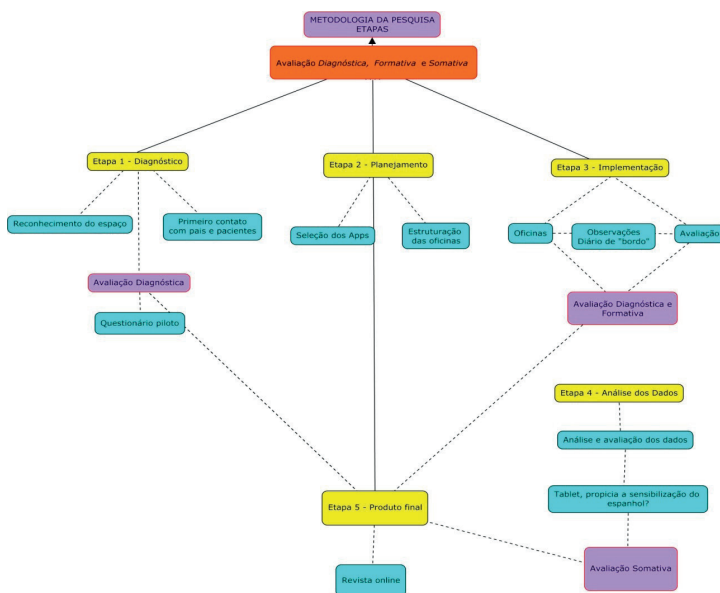 METODOLOGIA DA PESQUISA
ETAPAS
Avaliação Diagnóstica, Formativa e Somativa
Etapa 1 - Diagnóstico
Etapa 2 - Planejamento
Etapa 3 - Implementação
Reconhecimento do espaço
Primeiro contato
com pais e pacientes
Seleção dos Apps
Estruturação
das oficinas
Oficinas
Observações
Diário de "bordo"
Avaliação
Avaliação Diagnóstica
Questionário piloto
Avaliação Diagnóstica e
Formativa
Etapa 4 - Análise dos Dados
Análise e avaliação dos dados
Tablet, propicia a sensibilização do
espanhol?
Etapa 5 - Produto final
Avaliação Somativa
Revista online